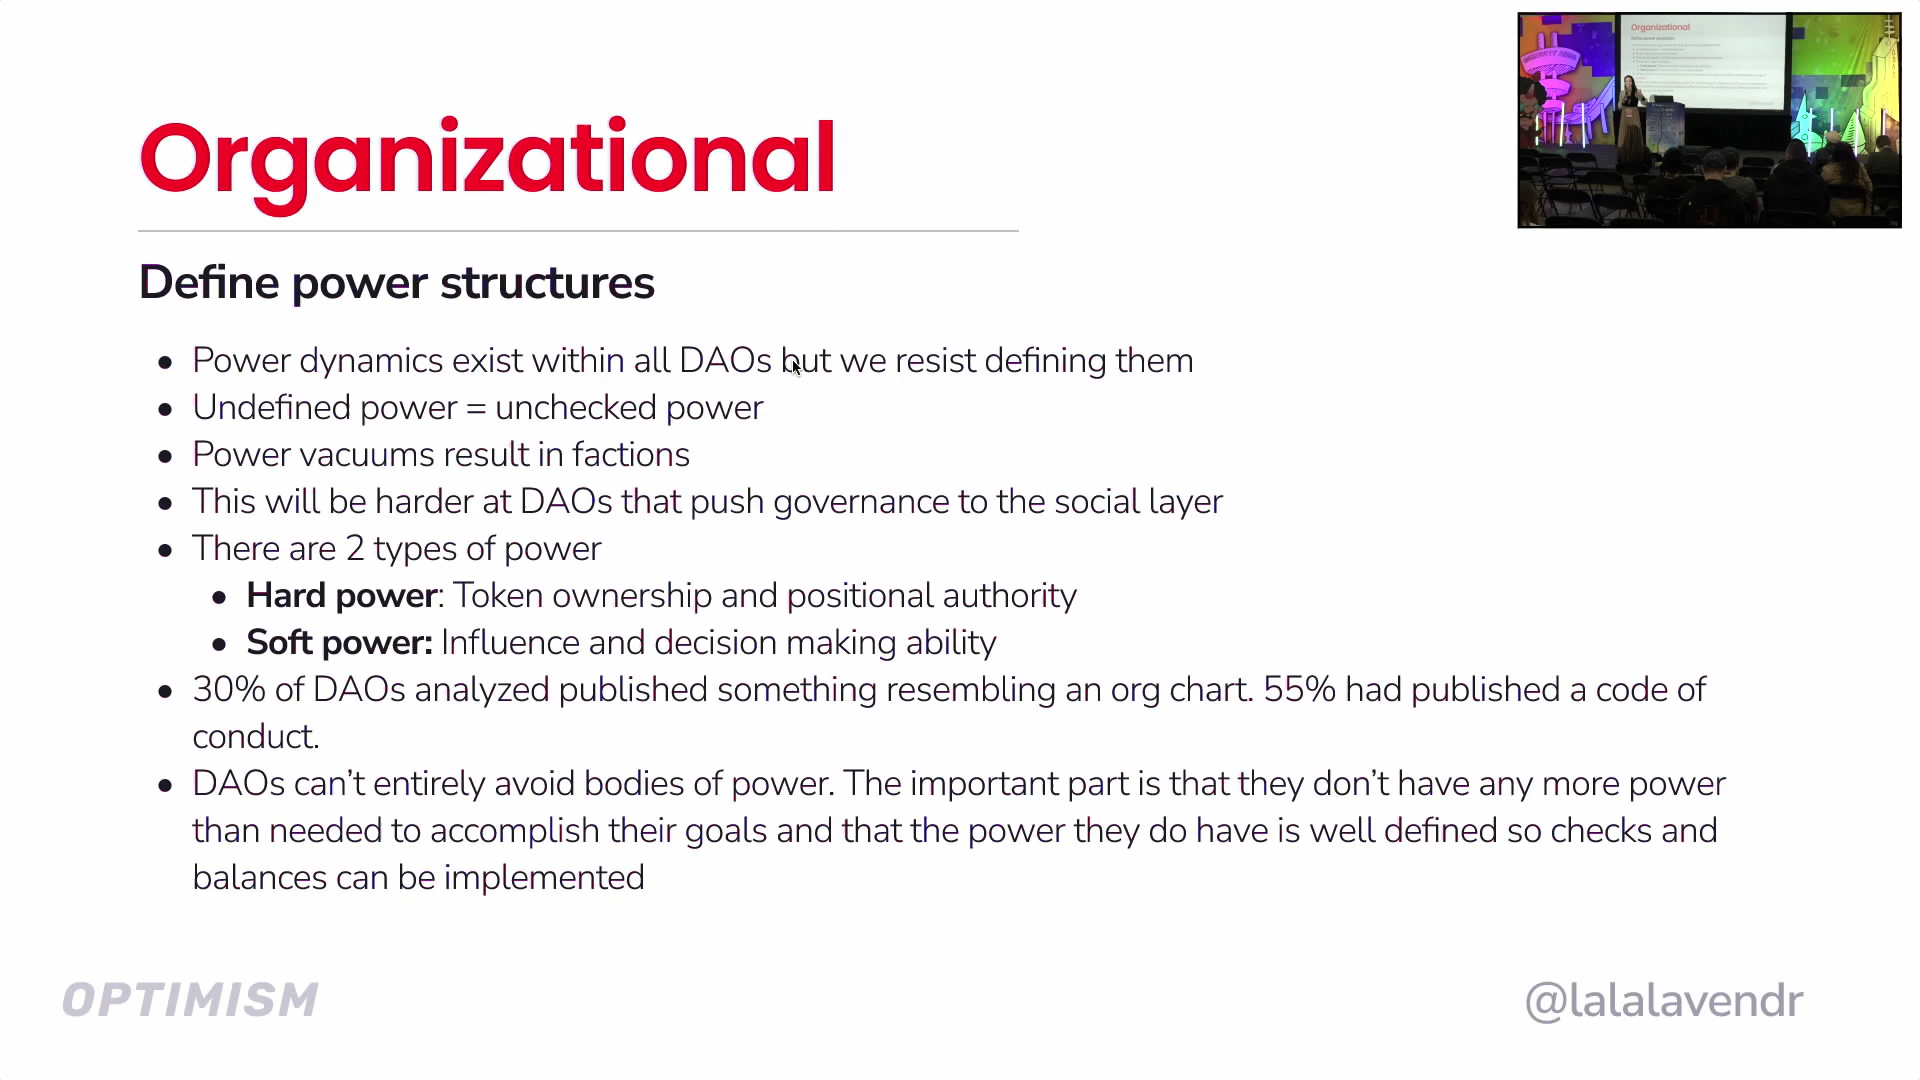 Organizational
Define power structures
• Power dynamics exist within all DAOs but we resist defining them
• Undefined power = unchecked power
• Power vacuums result in factions
• This will be harder at DAOs that push governance to the social layer
• There are 2 types of power
• Hard power: Token ownership and positional authority
• Soft power: Influence and decision making ability
• 30% of DAOs analyzed published something resembling an org chart. 55% had published a code of
conduct.
• DAOs can’t entirely avoid bodies of power. The important part is that they don’t have any more power
than needed to accomplish their goals and that the power they do have is well defined so checks and
balances can be implemented
OPTIMISM
@lalalavendr
Organizational
Define power structures